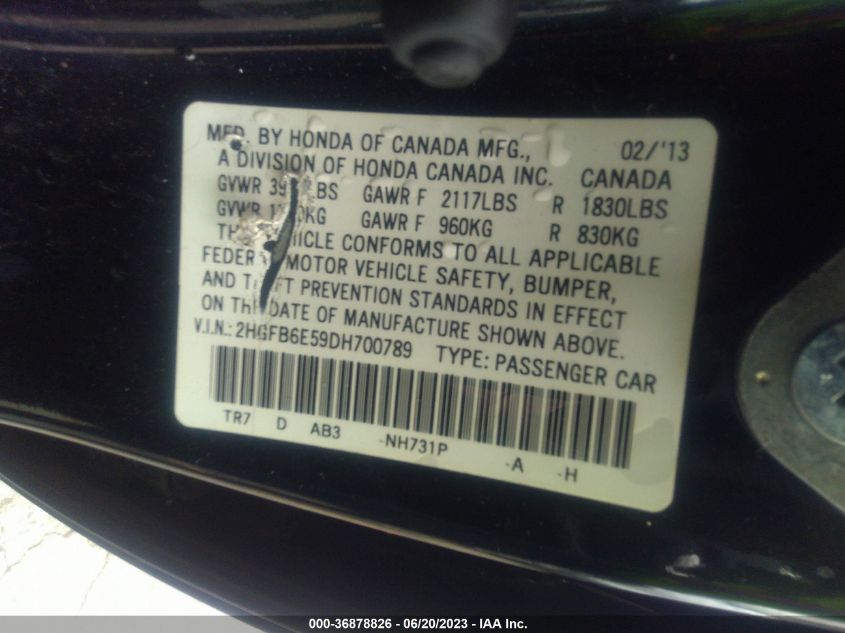 MFD. BY HONDA OF CANADA MFG., 02/'13
A DIVISION OF HONDA CANADA INC. CANADA
GVWR GAWR F 2117LBS R 1830LBS
GVWR GAWR F 960KG R 830KG
CONFORMS TO ALL APPLICABLE
MOTOR VEHICLE SAFETY, BUMPER,
AND PREVENTION STANDARDS IN EFFECT
ON THE DATE OF MANUFACTURE SHOWN ABOVE.
V.I.N.: 2HGFB6E59DH700789 TYPE: PASSENGER CAR
TR7 D AB3 -NH731P -A -H
000-36878826 - 06/20/2023 - IAA Inc.